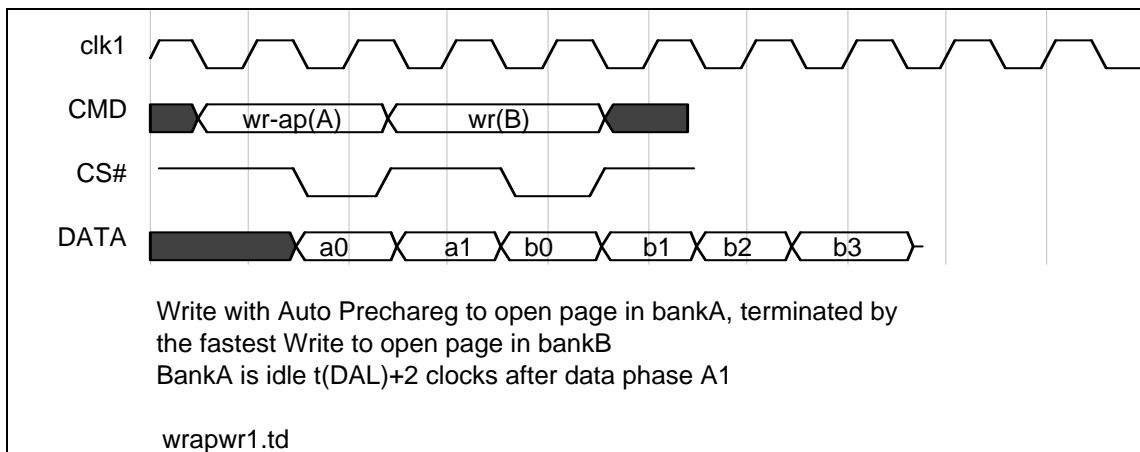 clk1
CMD wr-ap(A) wr(B)
CS#
DATA a0 a1 b0 b1 b2 b3
Write with Auto Prechareg to open page in bankA, terminated by
the fastest Write to open page in bankB
BankA is idle t(DAL)+2 clocks after data phase A1
wrapwr1.td